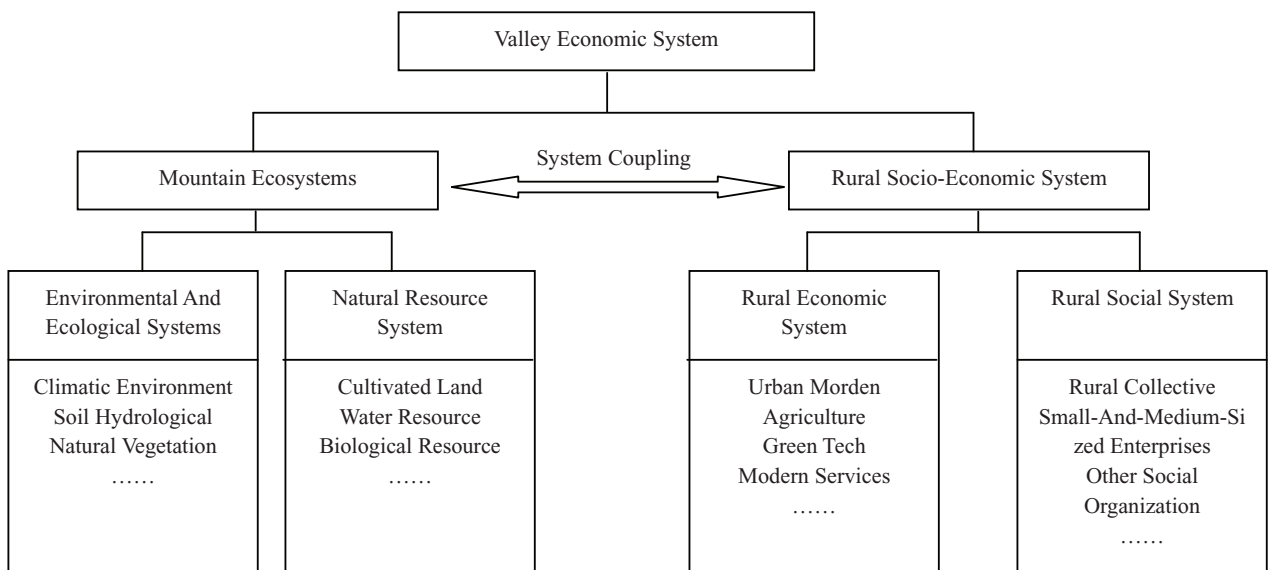 Valley Economic System
System Coupling
Mountain Ecosystems
Rural Socio-Economic System
Environmental And
Ecological Systems
Climatic Environment
Soil Hydrological
Natural Vegetation
……
Natural Resource
System
Cultivated Land
Water Resource
Biological Resource
……
Rural Economic
System
Urban Morden
Agriculture
Green Tech
Modern Services
……
Rural Social System
Rural Collective
Small-And-Medium-Si
zed Enterprises
Other Social
Organization
……